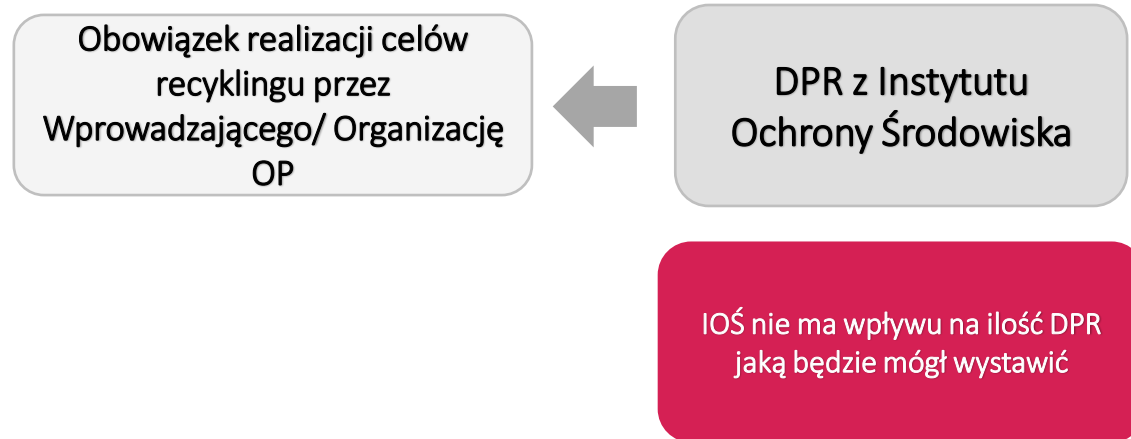 Obowiązek realizacji celów
recyklingu przez
Wprowadzającego/ Organizację
OP
DPR z Instytutu
Ochrony Środowiska
IOŚ nie ma wpływu na ilość DPR
jaką będzie mógł wystawić